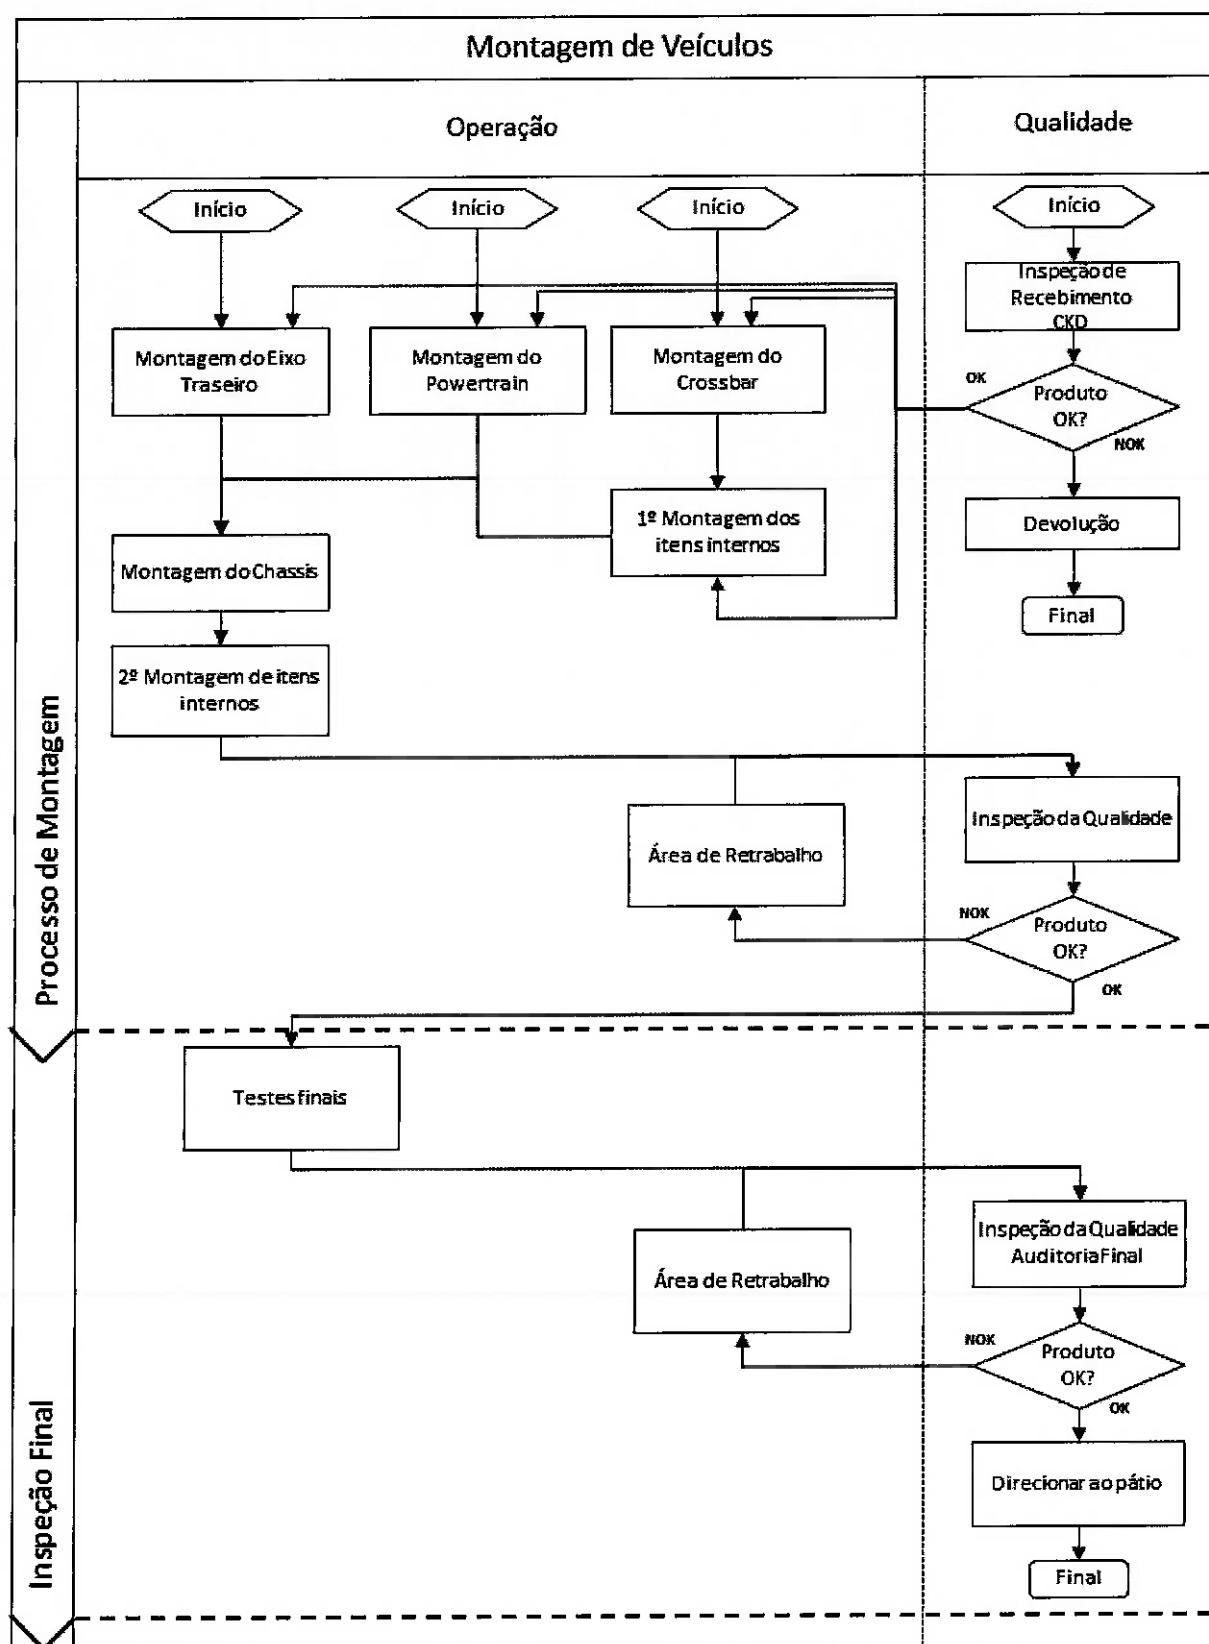 Montagem de Veículos
Operação
Qualidade
Início
Início
Início
Início
Inspeção de
Recebimento
CKD
Montagem do Eixo
Traseiro
Montagem do
Powertrain
Montagem do
Crossbar
OK
Produto
OK?
NOK
1º Montagem dos
itens internos
Devolução
Montagem do Chassis
Final
2º Montagem de itens
internos
Processo de Montagem
Área de Retrabalho
Inspeção da Qualidade
NOK
Produto
OK?
OK
Testes finais
Inspeção Final
Área de Retrabalho
Inspeção da Qualidade
Auditoria Final
NOK
Produto
OK?
OK
Direcionar ao pátio
Final